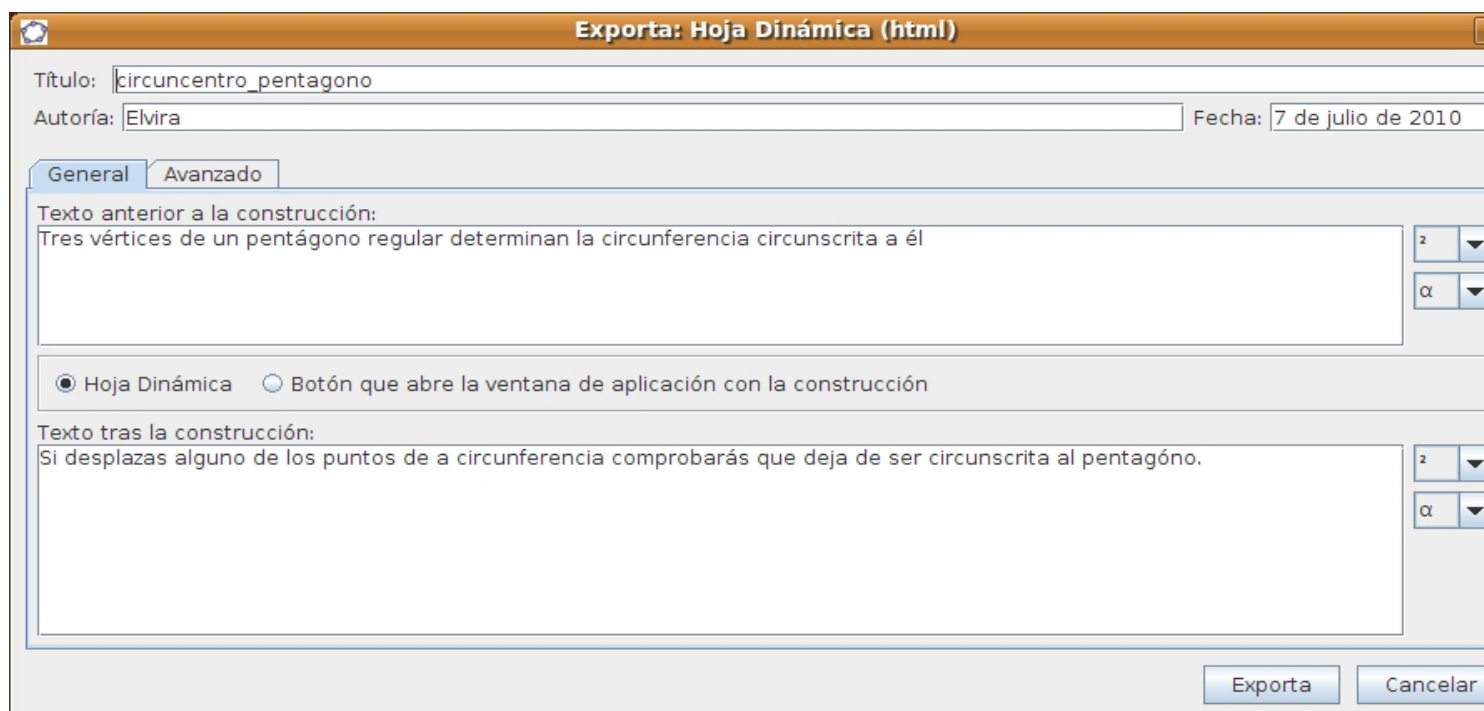 Exporta: Hoja Dinámica (html)
Título: circuncentro_pentagono
Autoría: Elvira Fecha: 7 de julio de 2010
General Avanzado
Texto anterior a la construcción:
Tres vértices de un pentágono regular determinan la circunferencia circunscrita a él
²
α
Hoja Dinámica Botón que abre la ventana de aplicación con la construcción
Texto tras la construcción:
Si desplazas alguno de los puntos de a circunferencia comprobarás que deja de ser circunscrita al pentagóno.
²
α
Exporta Cancelar